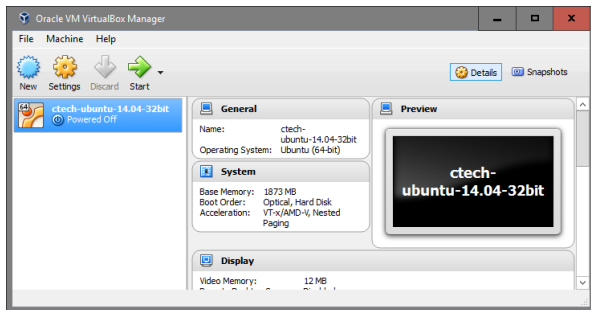 Oracle VM VirtualBox Manager
File Machine Help
New Settings Discard Start
Details Snapshots
64
ctech-ubuntu-14.04-32bit
Powered Off
General
Name: ctech-
ubuntu-14.04-32bit
Operating System: Ubuntu (64-bit)
System
Base Memory: 1873 MB
Boot Order: Optical, Hard Disk
Acceleration: VT-x/AMD-V, Nested
Paging
Display
Video Memory: 12 MB
Preview
ctech-
ubuntu-14.04-32bit